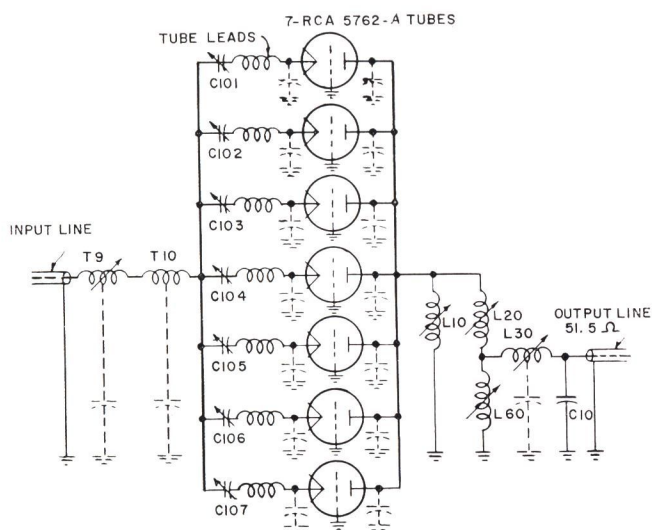 7-RCA 5762-A TUBES
TUBE LEADS
C101
C102
C103
INPUT LINE
T9
T10
C104
L10
L20
OUTPUT LINE
51.5 Ω
L30
C105
L60
C10
C106
C107